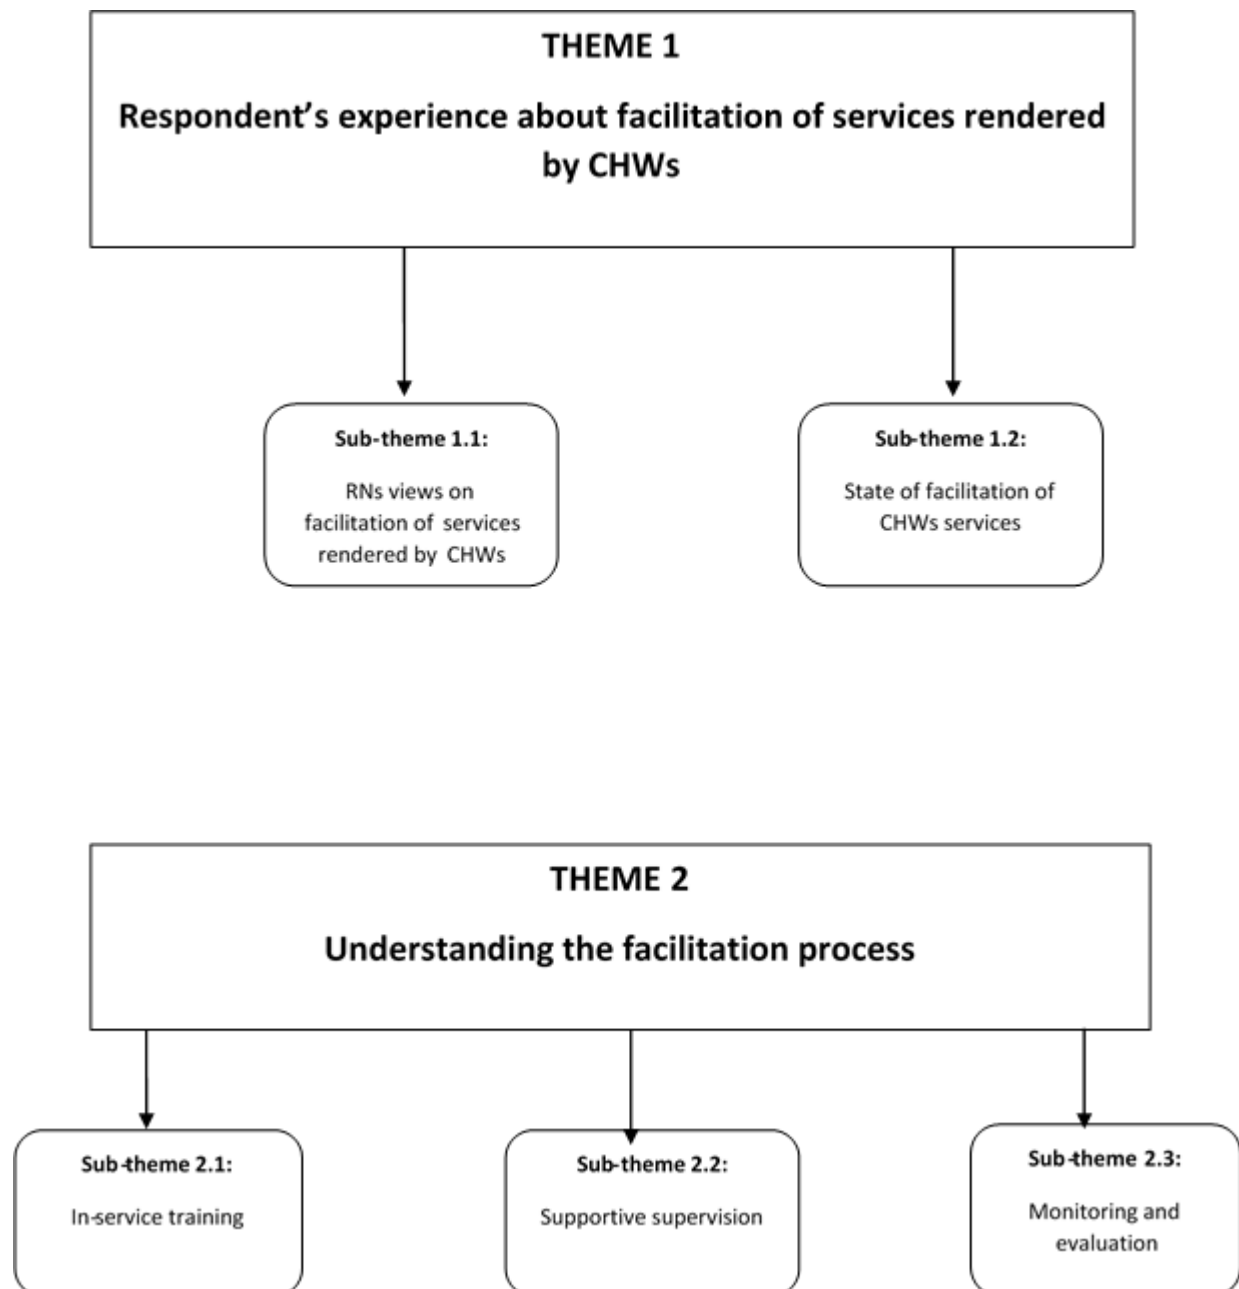 THEME 1
Respondent’s experience about facilitation of services rendered
by CHWs
Sub-theme 1.1:
RNs views on
facilitation of services
rendered by CHWs
Sub-theme 1.2:
State of facilitation of
CHWs services
THEME 2
Understanding the facilitation process
Sub-theme 2.1:
In-service training
Sub-theme 2.2:
Supportive supervision
Sub-theme 2.3:
Monitoring and
evaluation